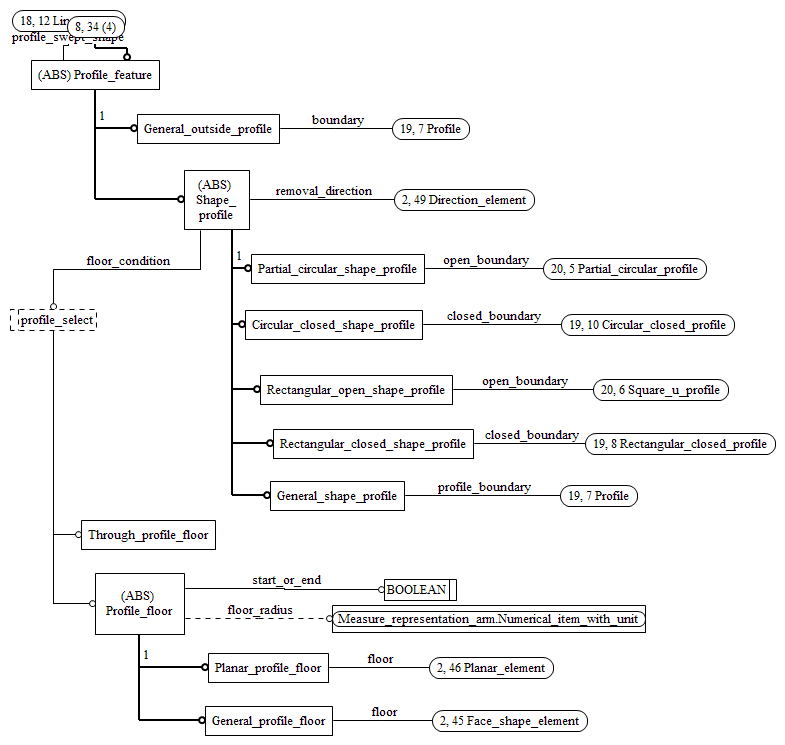 18, 12 Lin
8, 34 (4)
profile_swept_shape
(ABS) Profile_feature
1
General_outside_profile
boundary
19, 7 Profile
(ABS)
Shape_
profile
removal_direction
2, 49 Direction_element
floor_condition
1
Partial_circular_shape_profile
open_boundary
20, 5 Partial_circular_profile
profile_select
Circular_closed_shape_profile
closed_boundary
19, 10 Circular_closed_profile
Rectangular_open_shape_profile
open_boundary
20, 6 Square_u_profile
Rectangular_closed_shape_profile
closed_boundary
19, 8 Rectangular_closed_profile
General_shape_profile
profile_boundary
19, 7 Profile
Through_profile_floor
(ABS)
Profile_floor
start_or_end
BOOLEAN
floor_radius
Measure_representation_arm.Numerical_item_with_unit
1
Planar_profile_floor
floor
2, 46 Planar_element
General_profile_floor
floor
2, 45 Face_shape_element